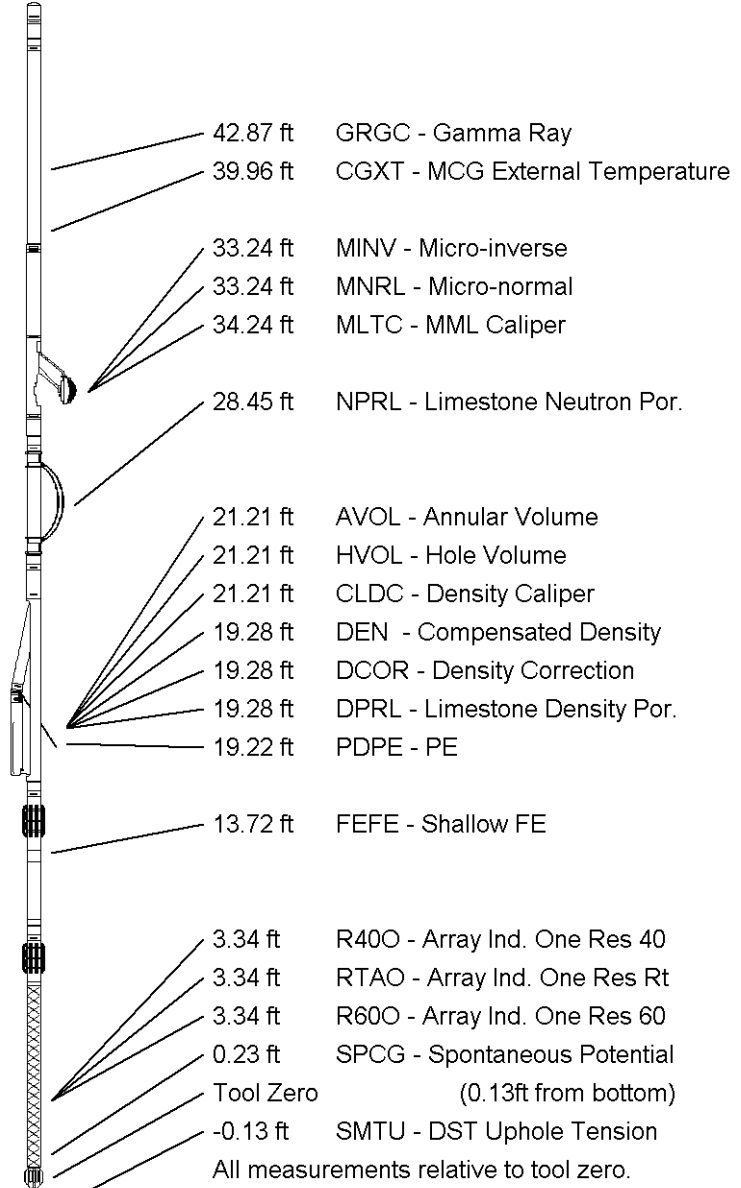 42.87 ft GRGC - Gamma Ray
39.96 ft CGXT - MCG External Temperature
33.24 ft MINV - Micro-inverse
33.24 ft MNRL - Micro-normal
34.24 ft MLTC - MML Caliper
28.45 ft NPRL - Limestone Neutron Por.
21.21 ft AVOL - Annular Volume
21.21 ft HVOL - Hole Volume
21.21 ft CLDC - Density Caliper
19.28 ft DEN - Compensated Density
19.28 ft DCOR - Density Correction
19.28 ft DPRL - Limestone Density Por.
19.22 ft PDPE - PE
13.72 ft FEFE - Shallow FE
3.34 ft R40O - Array Ind. One Res 40
3.34 ft RTAO - Array Ind. One Res Rt
3.34 ft R60O - Array Ind. One Res 60
0.23 ft SPCG - Spontaneous Potential
Tool Zero (0.13ft from bottom)
-0.13 ft SMTU - DST Uphole Tension
All measurements relative to tool zero.